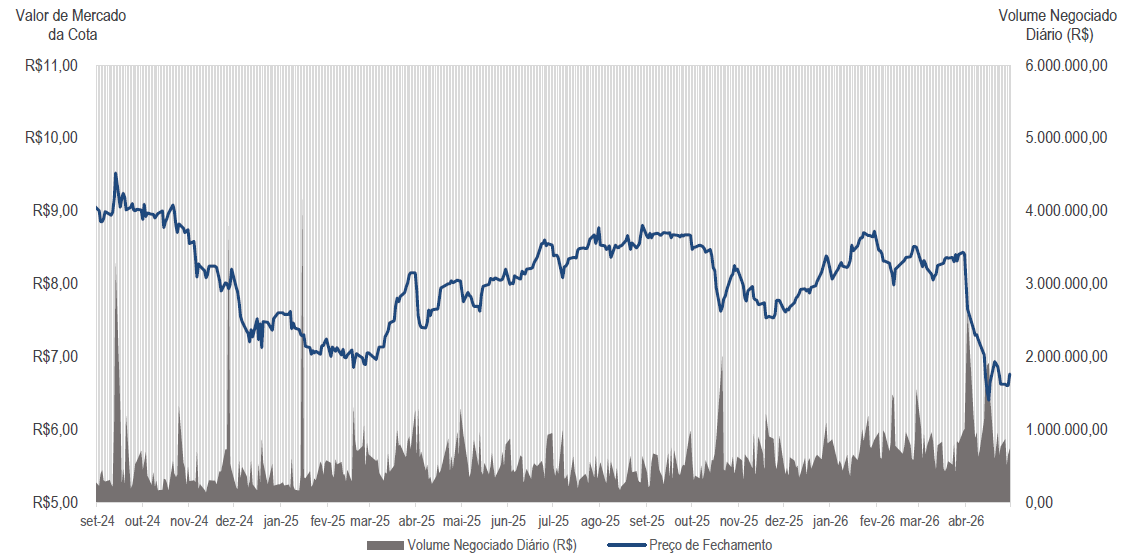 Valor de Mercado
da Cota
Volume Negociado
Diário (R$)
R$11,00
R$10,00
R$9,00
R$8,00
R$7,00
R$6,00
R$5,00
6.000.000,00
5.000.000,00
4.000.000,00
3.000.000,00
2.000.000,00
1.000.000,00
0,00
set-24 out-24 nov-24 dez-24 jan-25 fev-25 mar-25 abr-25 mai-25 jun-25 jul-25 ago-25 set-25 out-25 nov-25 dez-25 jan-26 fev-26 mar-26 abr-26
Volume Negociado Diário (R$) Preço de Fechamento